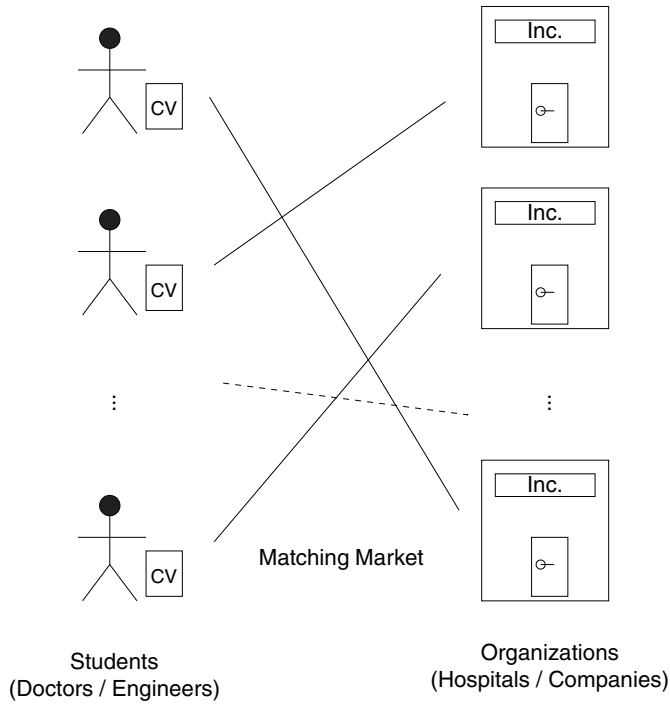 Inc.
CV
Inc.
CV
...
...
Inc.
CV
Matching Market
Students
(Doctors / Engineers)
Organizations
(Hospitals / Companies)